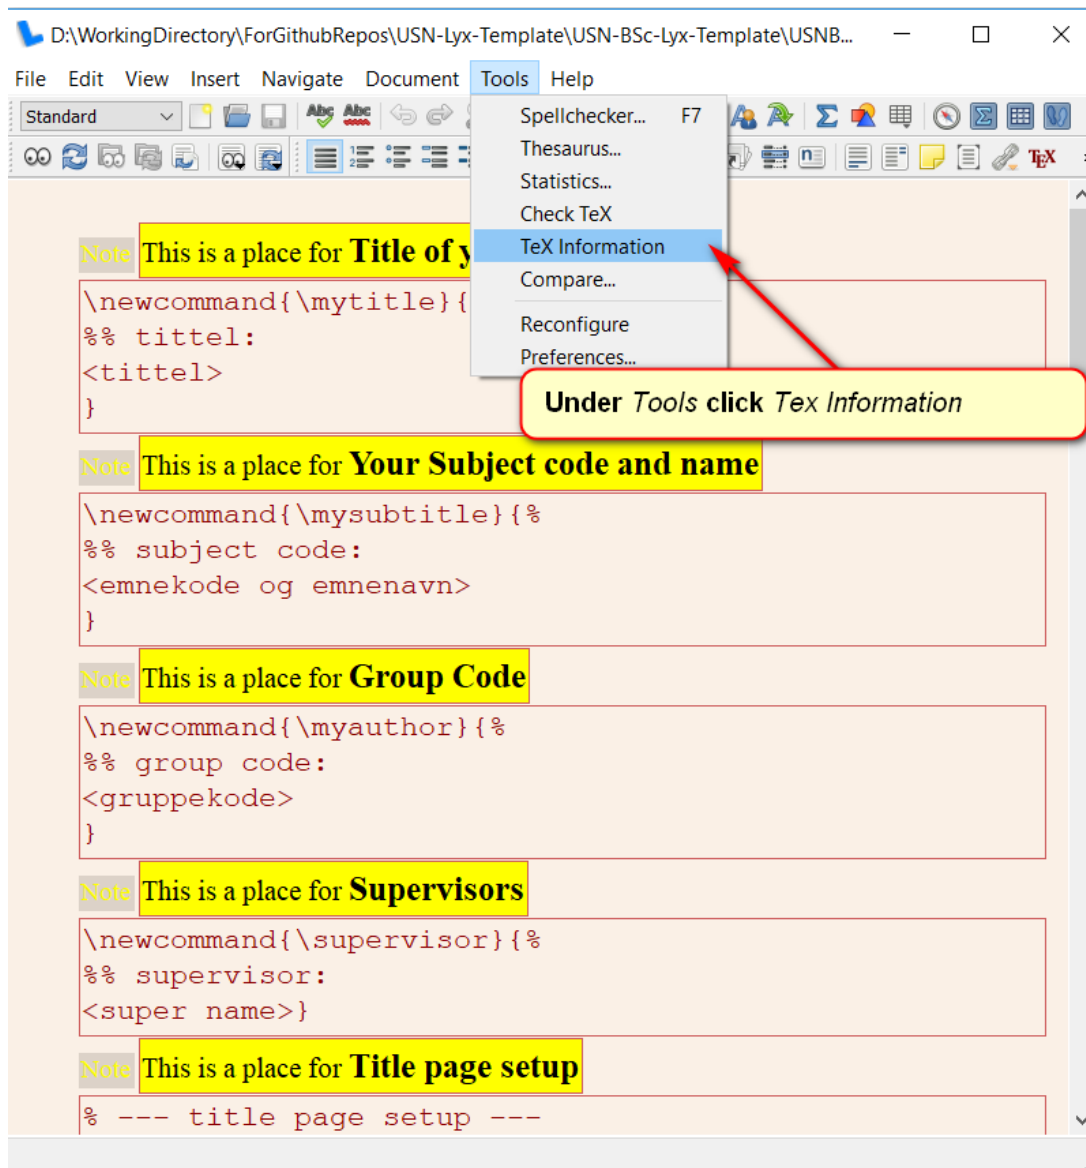 D:\WorkingDirectory\ForGithubRepos\USN-Lyx-Template\USN-BSc-Lyx-Template\USNB...
File Edit View Insert Navigate Document Tools Help
Standard
Abc Abc
TEX
Spellchecker... F7
Thesaurus...
Statistics...
Check TeX
TeX Information
Compare...
Reconfigure
Preferences...
Under Tools click Tex Information
Note This is a place for Title of y
\newcommand{\mytitle}{
%% tittel:
<tittel>
}
Note This is a place for Your Subject code and name
\newcommand{\mysubtitle}{%
%% subject code:
<emnekode og emnenavn>
}
Note This is a place for Group Code
\newcommand{\myauthor}{%
%% group code:
<gruppekode>
}
Note This is a place for Supervisors
\newcommand{\supervisor}{%
%% supervisor:
<super name>}
Note This is a place for Title page setup
% --- title page setup ---